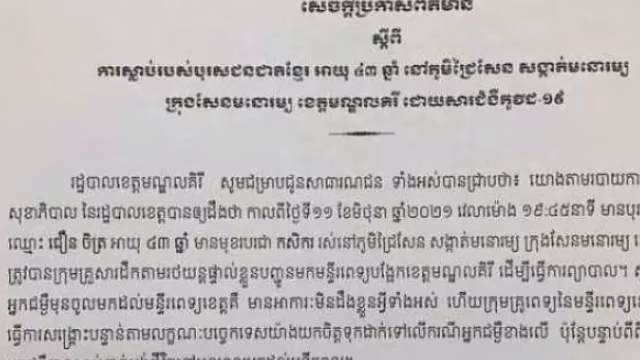 សេចក្តីប្រកាសព័ត៌មាន
ស្តីពី
ការស្លាប់របស់បុរសជនជាតិខ្មែរ អាយុ ៤៣ ឆ្នាំ នៅភូមិជ្រៃសែន សង្កាត់មនោរម្យ
ក្រុងសែនមនោរម្យ ខេត្តមណ្ឌលគិរី ដោយសារជំងឺកូវីដ-១៩
រដ្ឋបាលខេត្តមណ្ឌលគិរី សូមជម្រាបជូនសាធារណជន ទាំងអស់បានជ្រាបថា៖ យោងតាមរបាយកា
សុខាភិបាល នៃរដ្ឋបាលខេត្តបានឲ្យដឹងថា កាលពីថ្ងៃទី១១ ខែមិថុនា ឆ្នាំ២០២១ វេលាម៉ោង ១៩:៤៥នាទី មានបុរ
ឈ្មោះ ជឿន ចិត្រ អាយុ ៤៣ ឆ្នាំ មានមុខរបរជា កសិករ រស់នៅភូមិជ្រៃសែន សង្កាត់មនោរម្យ ក្រុងសែនមនោរម្យ
ត្រូវបានក្រុមគ្រួសារដឹកតាមរថយន្តផ្ទាល់ខ្លួនបញ្ជូនមកមន្ទីរពេទ្យបង្អែកខេត្តមណ្ឌលគិរី ដើម្បីធ្វើការព្យាបាល។
អ្នកជម្ងឺមុនចូលមកដល់មន្ទីរពេទ្យខេត្តគឺ មានអាការៈមិនដឹងខ្លួនអ្វីទាំងអស់ ហើយក្រុមគ្រូពេទ្យនៃមន្ទីរពេទ្យ
ធ្វើការសង្គ្រោះបន្ទាន់តាមលក្ខណៈបច្ចេកទេសយ៉ាងយកចិត្តទុកដាក់ទៅលើករណីអ្នកជម្ងឺខាងលើ ប៉ុន្តែបន្ទាប់ពី